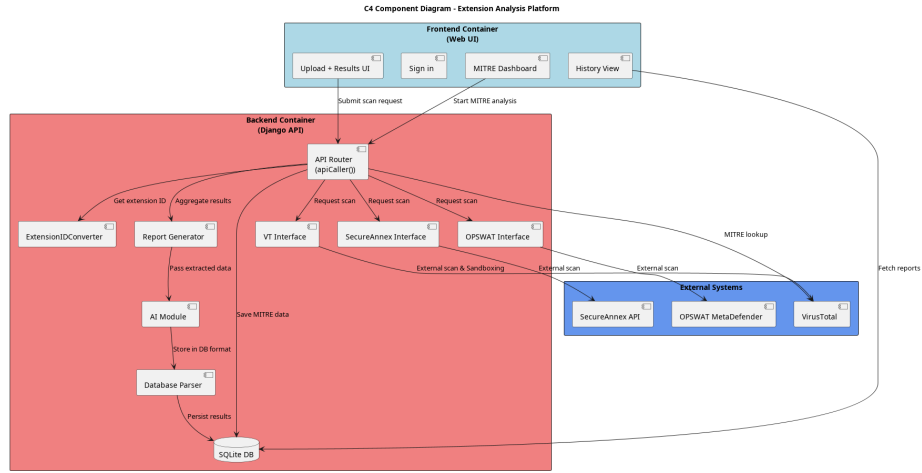 C4 Component Diagram - Extension Analysis Platform
Frontend Container
(Web UI)
Upload + Results UI
Sign in
MITRE Dashboard
History View
Submit scan request
Start MITRE analysis
Backend Container
(Django API)
API Router
(apiCaller())
Get extension ID
Aggregate results
Request scan
Request scan
Request scan
ExtensionIDConverter
Report Generator
VT Interface
SecureAnnex Interface
OPSWAT Interface
MITRE lookup
Pass extracted data
External scan & Sandboxing
External scan
External scan
Fetch reports
External Systems
SecureAnnex API
OPSWAT MetaDefender
VirusTotal
AI Module
Save MITRE data
Store in DB format
Database Parser
Persist results
SQLite DB